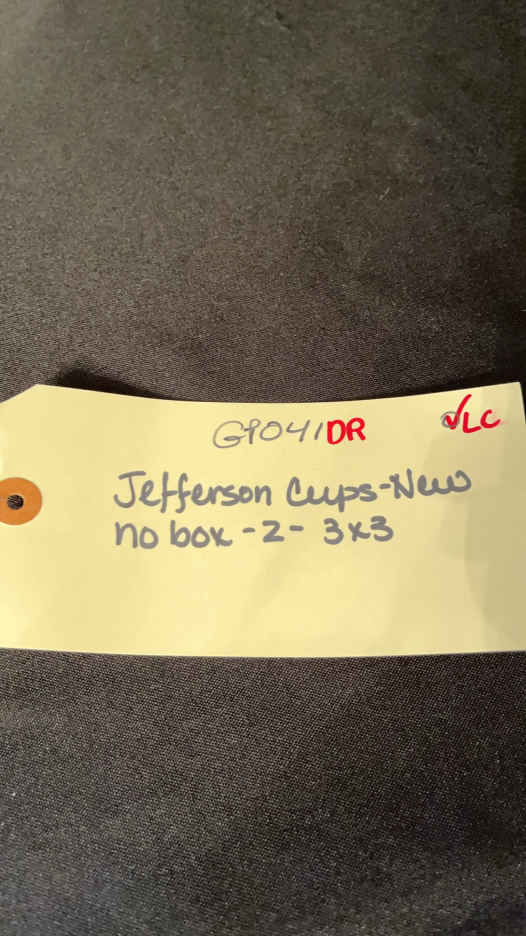 G9041DR ✓LC
Jefferson Cups-New
no box -2- 3x3